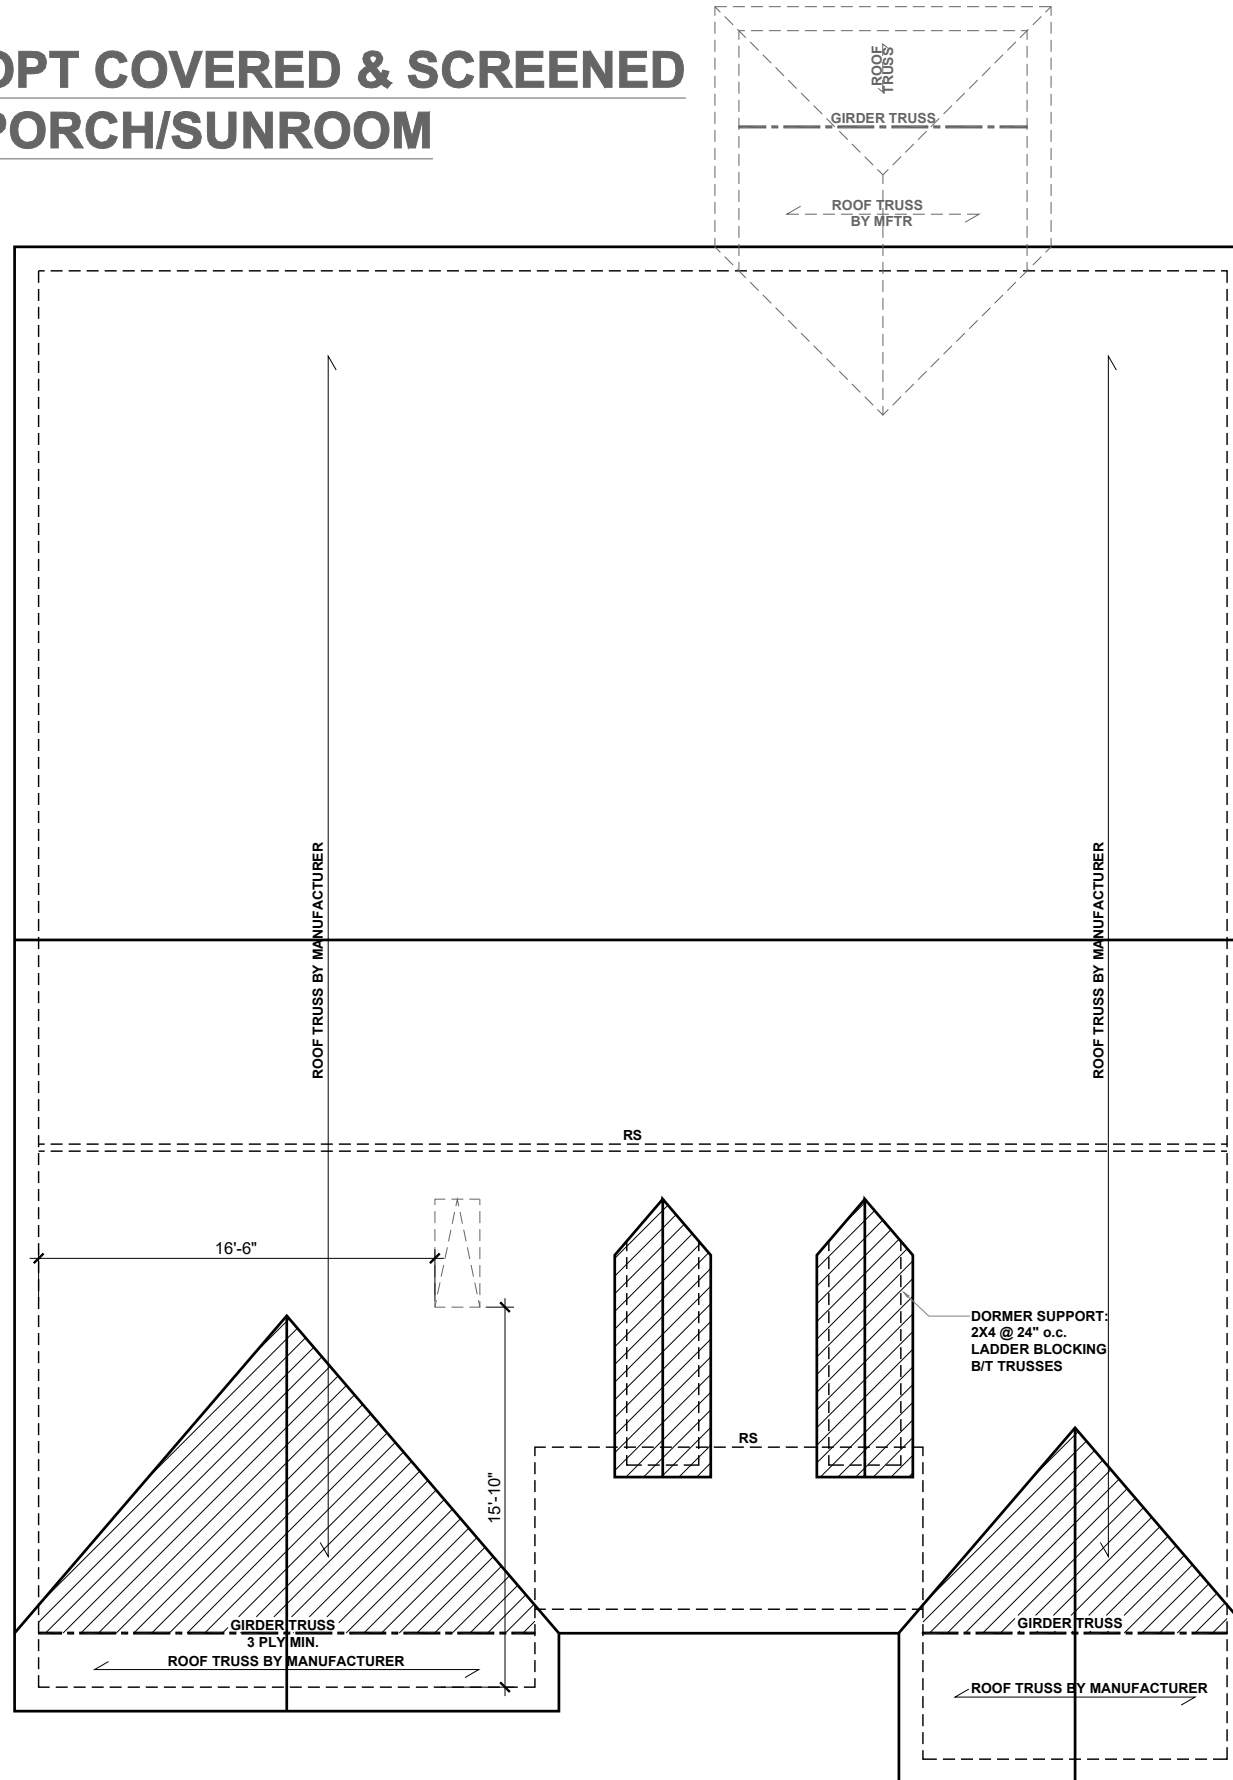 OPT COVERED & SCREENED
PORCH/SUNROOM
ROOF
TRUSS
GIRDER TRUSS
ROOF TRUSS
BY MFTR
ROOF TRUSS BY MANUFACTURER
ROOF TRUSS BY MANUFACTURER
RS
16'-6"
DORMER SUPPORT:
2X4 @ 24" o.c.
LADDER BLOCKING
B/T TRUSSES
RS
15'-10"
GIRDER TRUSS
3 PLY MIN.
ROOF TRUSS BY MANUFACTURER
GIRDER TRUSS
ROOF TRUSS BY MANUFACTURER